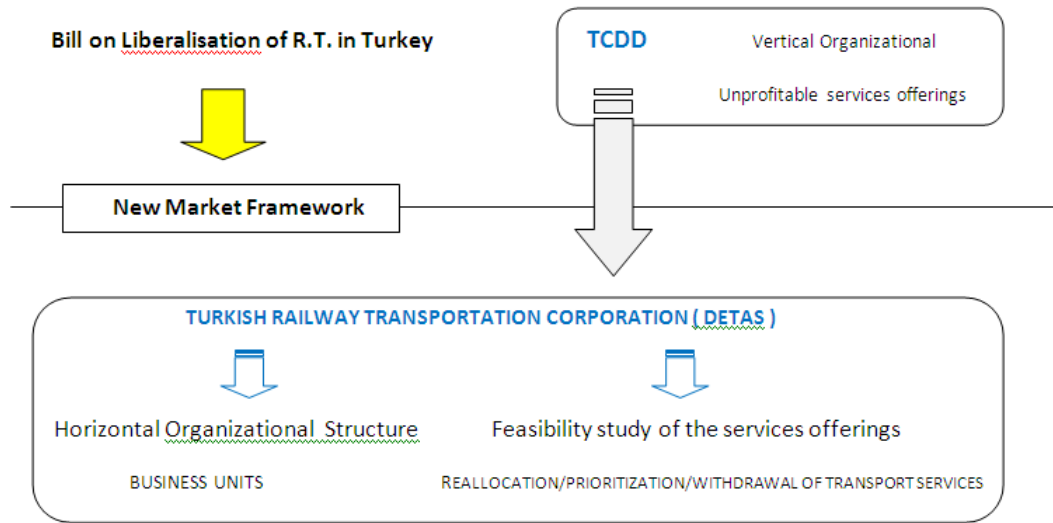 Bill on Liberalisation of R.T. in Turkey
TCDD
Vertical Organizational
Unprofitable services offerings
New Market Framework
TURKISH RAILWAY TRANSPORTATION CORPORATION ( DETAS )
Horizontal Organizational Structure
BUSINESS UNITS
Feasibility study of the services offerings
REALLOCATION/PRIORITIZATION/WITHDRAWAL OF TRANSPORT SERVICES